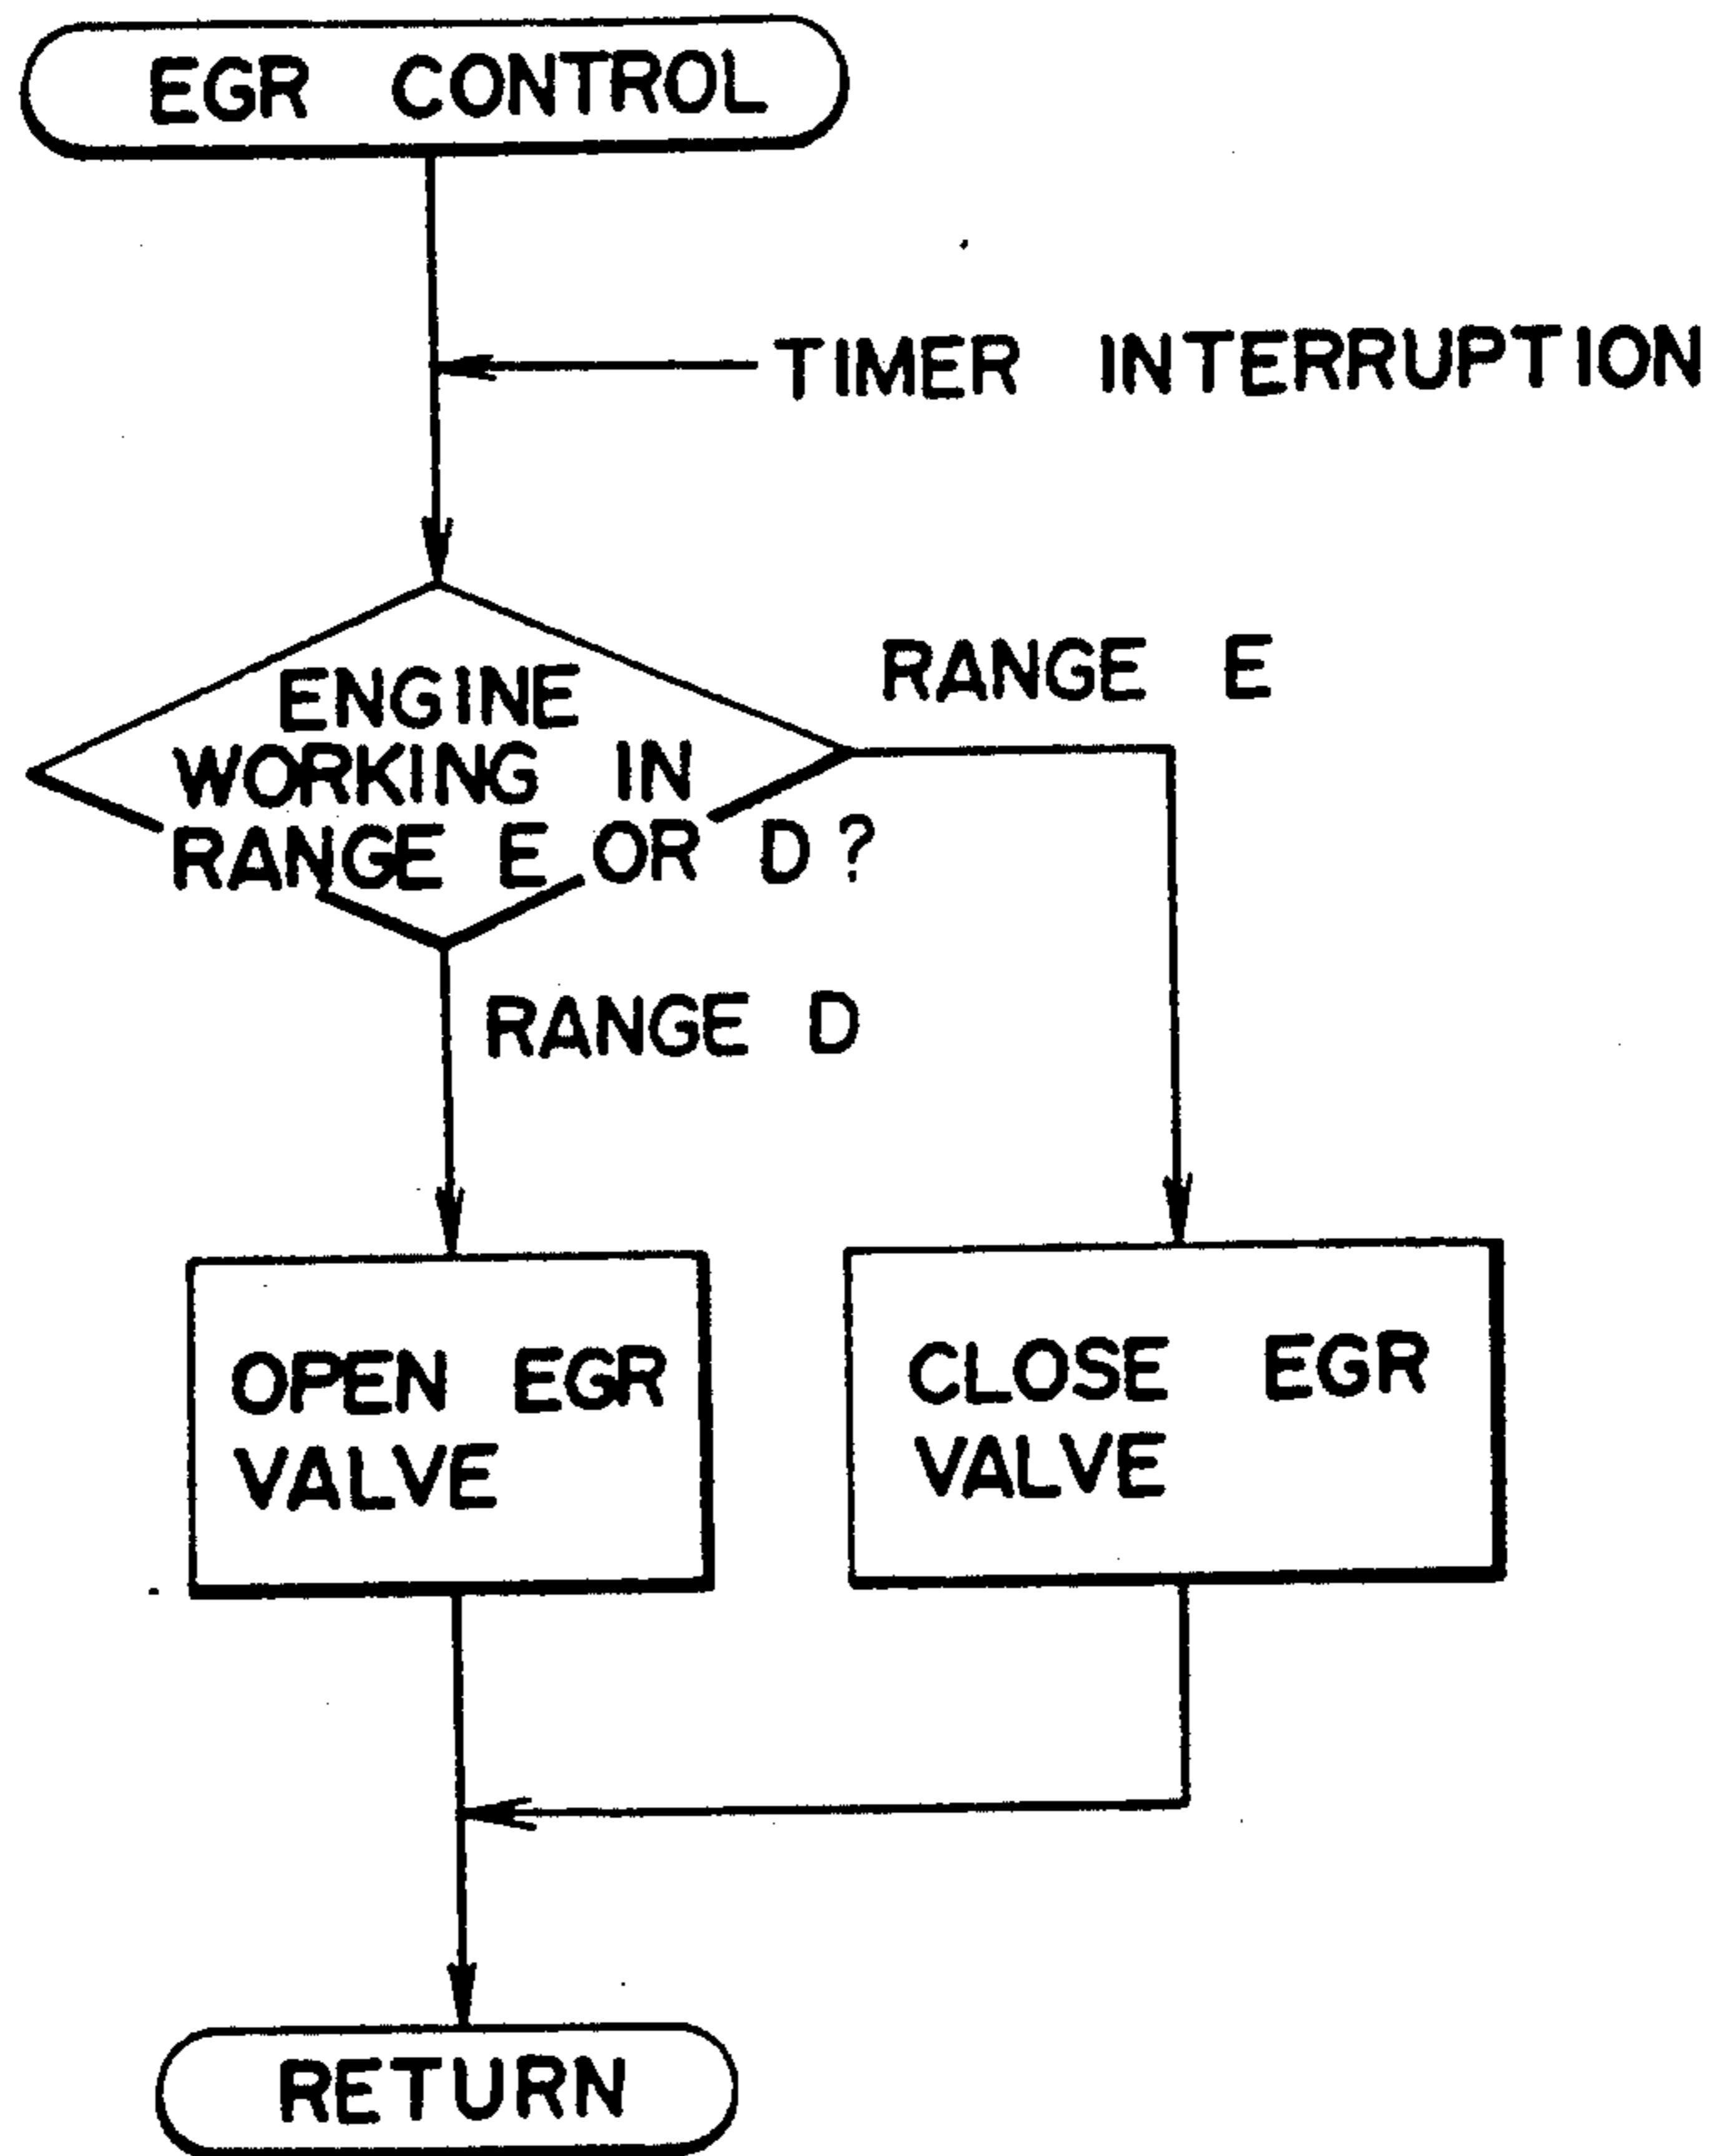 EGR CONTROL
TIMER INTERRUPTION
ENGINE
WORKING IN
RANGE E OR D?
RANGE E
RANGE D
OPEN EGR
VALVE
CLOSE EGR
VALVE
RETURN